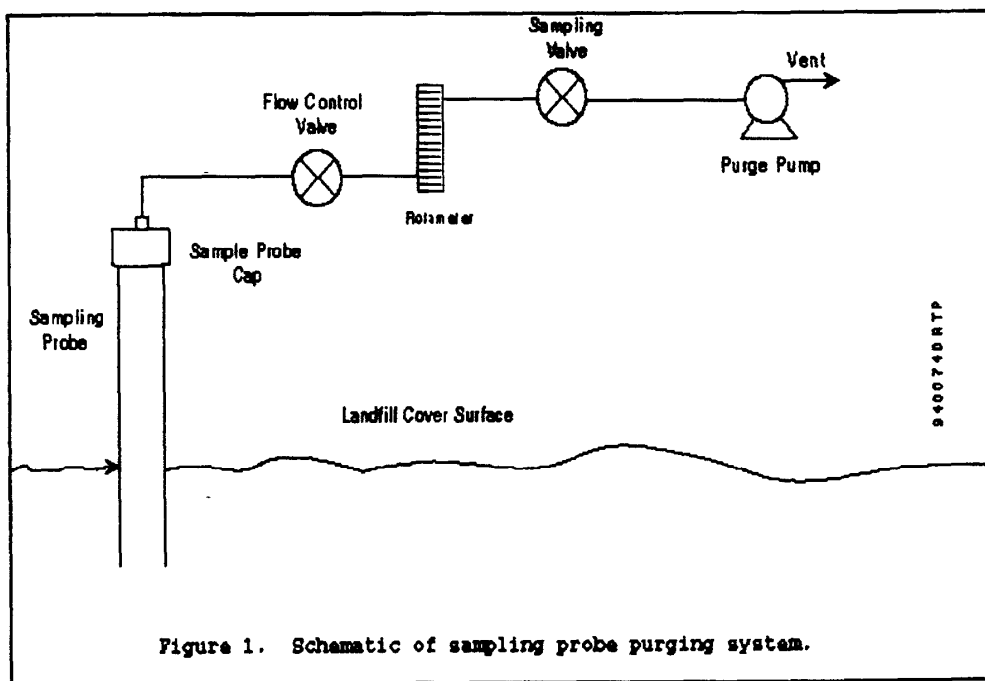 Sampling
Valve
Vent
Flow Control
Valve
Purge Pump
Rotameter
Sample Probe
Cap
Sampling
Probe
940074DRTP
Landfill Cover Surface
Figure 1. Schematic of sampling probe purging system.